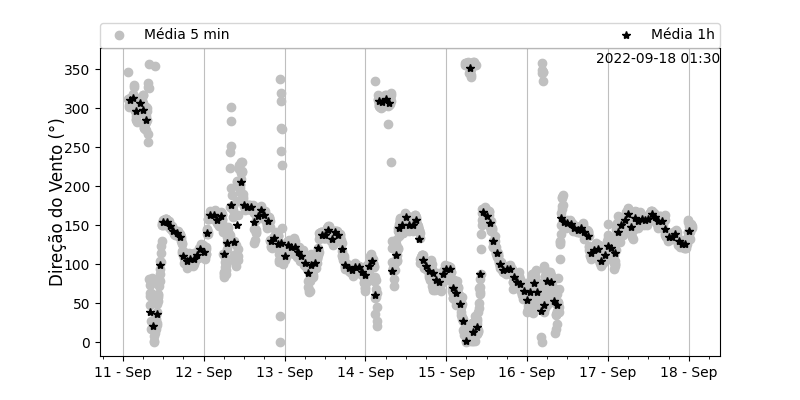 Média 5 min
Média 1h
2022-09-18 01:30
Direção do Vento (°)
350
300
250
200
150
100
50
0
11 - Sep
12 - Sep
13 - Sep
14 - Sep
15 - Sep
16 - Sep
17 - Sep
18 - Sep